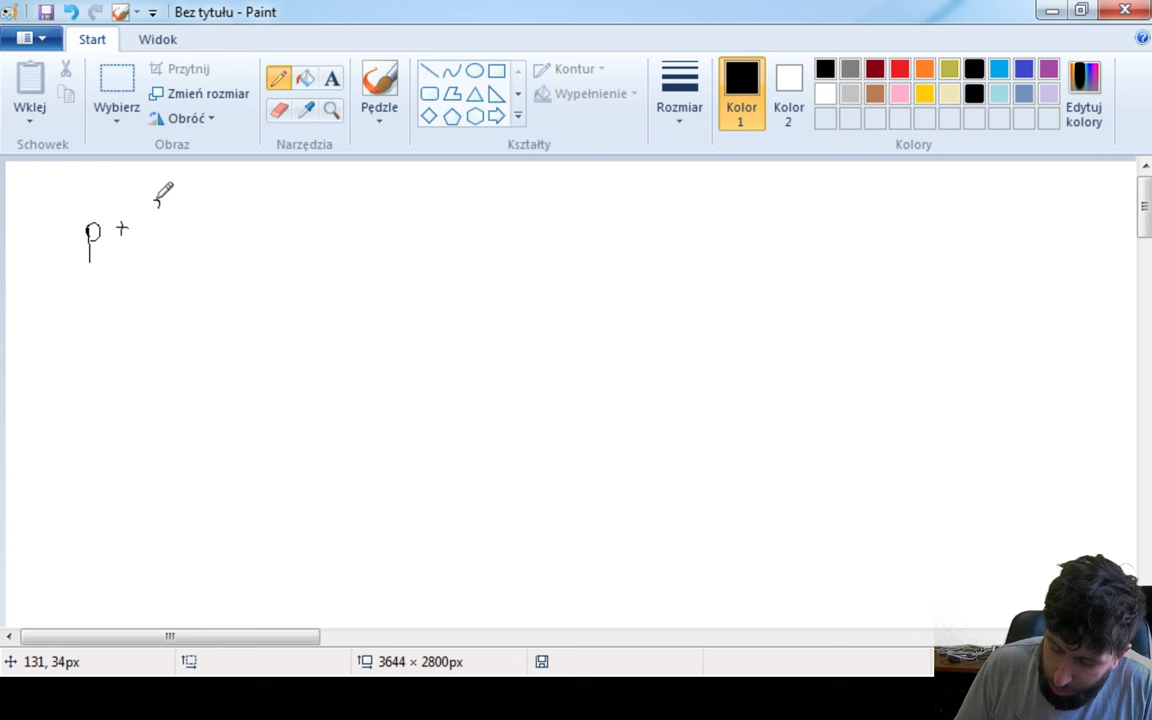 Bez tytułu - Paint
Start Widok
Wklej
Wybierz
Przytnij
Zmień rozmiar
Obróć
A
Pędzle
Kontur
Wypełnienie
Rozmiar
Kolor 1
Kolor 2
Edytuj kolory
Schowek Obraz Narzędzia Kształty Kolory
p +
131, 34px 3644 × 2800px